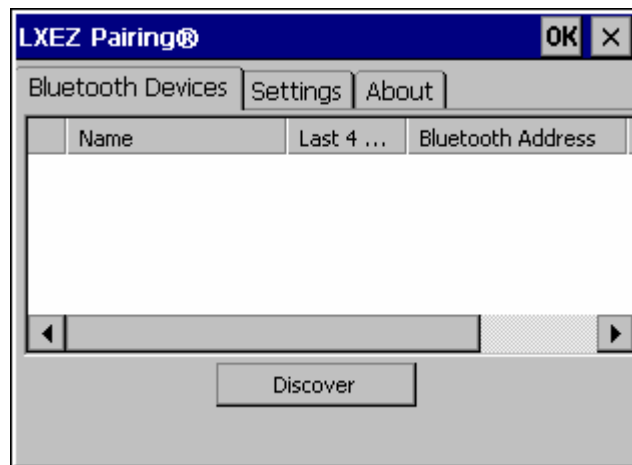 LXEZ Pairing® OK ×
Bluetooth Devices Settings About
Name Last 4 ... Bluetooth Address
Discover